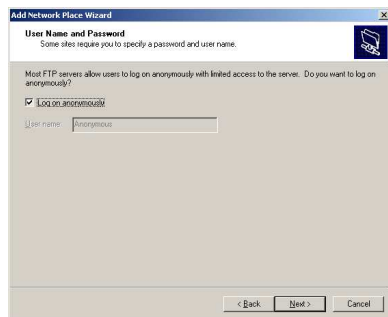 Add Network Place Wizard
User Name and Password
Some sites require you to specify a password and user name.
Most FTP servers allow users to log on anonymously with limited access to the server. Do you want to log on
anonymously?
Log on anonymously
User name: Anonymous
< Back Next > Cancel